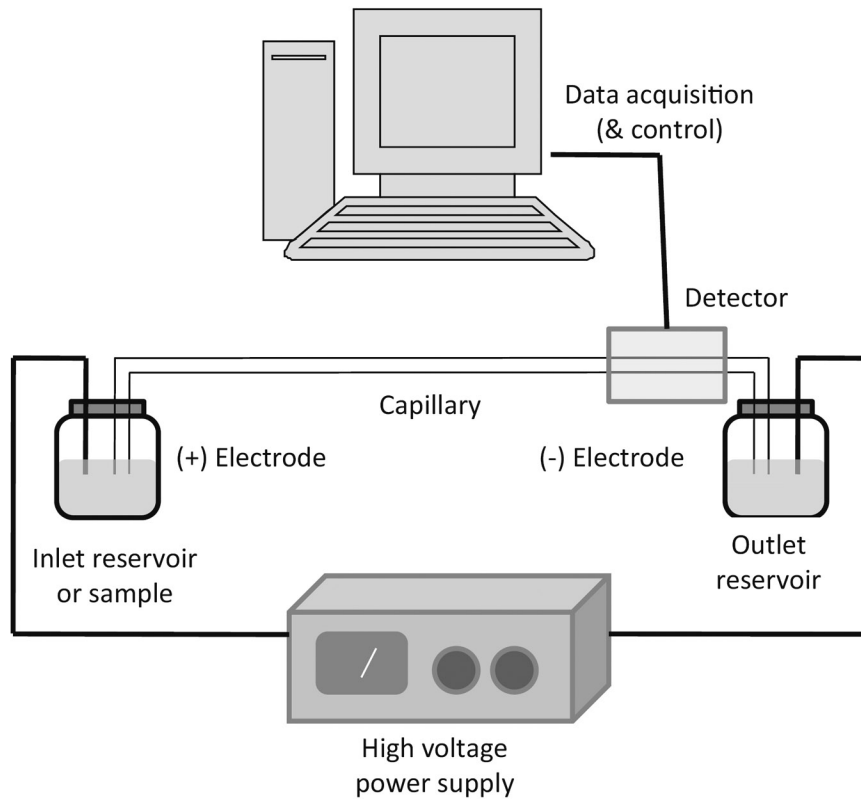 Data acquisition
(& control)
Detector
Capillary
(+) Electrode
(-) Electrode
Inlet reservoir
or sample
Outlet
reservoir
High voltage
power supply